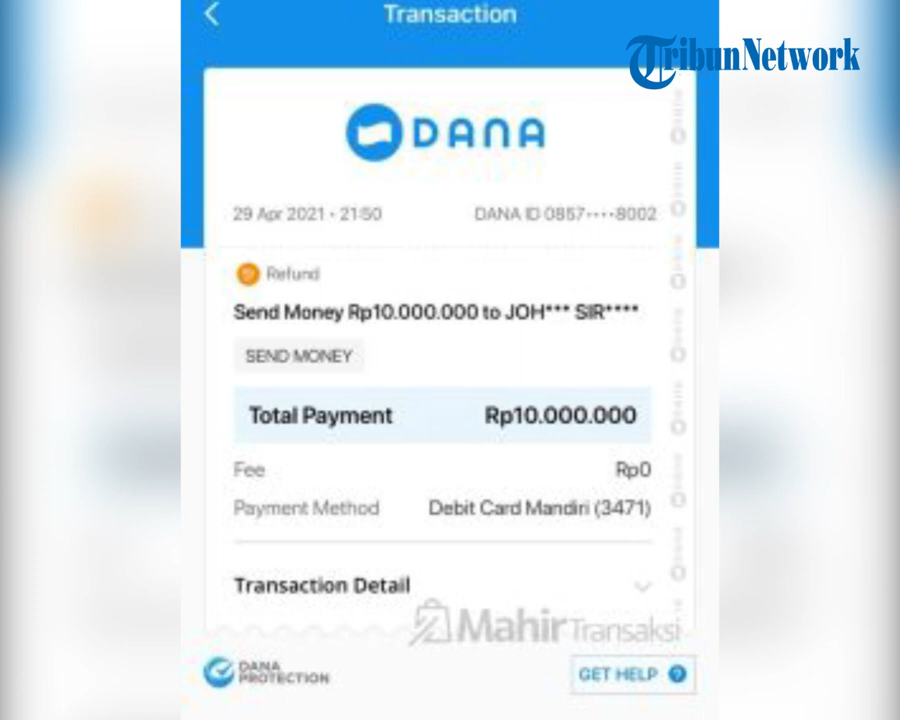 Transaction
TribunNetwork
DANA
29 Apr 2021 • 21:50 DANA ID 0857••••8002
Refund
Send Money Rp10.000.000 to JOH*** SIR****
SEND MONEY
Total Payment Rp10.000.000
Fee Rp0
Payment Method Debit Card Mandiri (3471)
Transaction Detail
Mahir Transaksi
DANA
PROTECTION
GET HELP ?